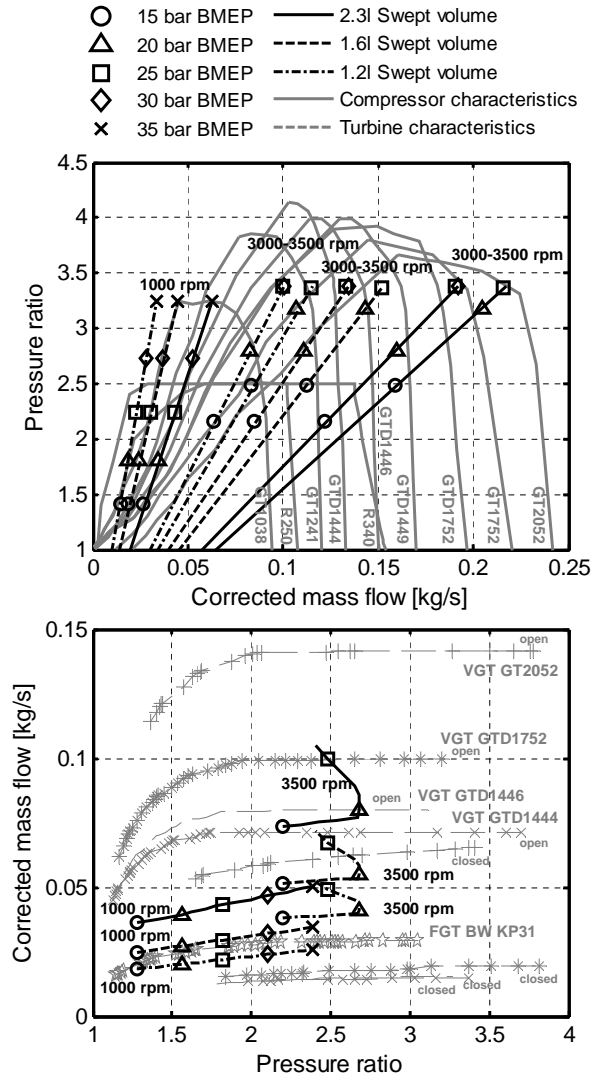 15 bar BMEP 2.3l Swept volume
20 bar BMEP 1.6l Swept volume
25 bar BMEP 1.2l Swept volume
30 bar BMEP Compressor characteristics
35 bar BMEP Turbine characteristics
4.5
4
3.5
3
2.5
2
1.5
1
Pressure ratio
3000-3500 rpm
3000-3500 rpm
3000-3500 rpm
1000 rpm
GT1038
R250
GT1241
GTD1444
R340
GTD1446
GTD1449
GTD1752
GT1752
GT2052
0 0.05 0.1 0.15 0.2 0.25
Corrected mass flow [kg/s]
0.15
0.1
0.05
0
Corrected mass flow [kg/s]
open
VGT GT2052
VGT GTD1752
open
3500 rpm
open
VGT GTD1446
VGT GTD1444
open
closed
3500 rpm
1000 rpm
1000 rpm
3500 rpm
FGT BW KP31
1000 rpm
closed
closed
closed
1 1.5 2 2.5 3 3.5 4
Pressure ratio